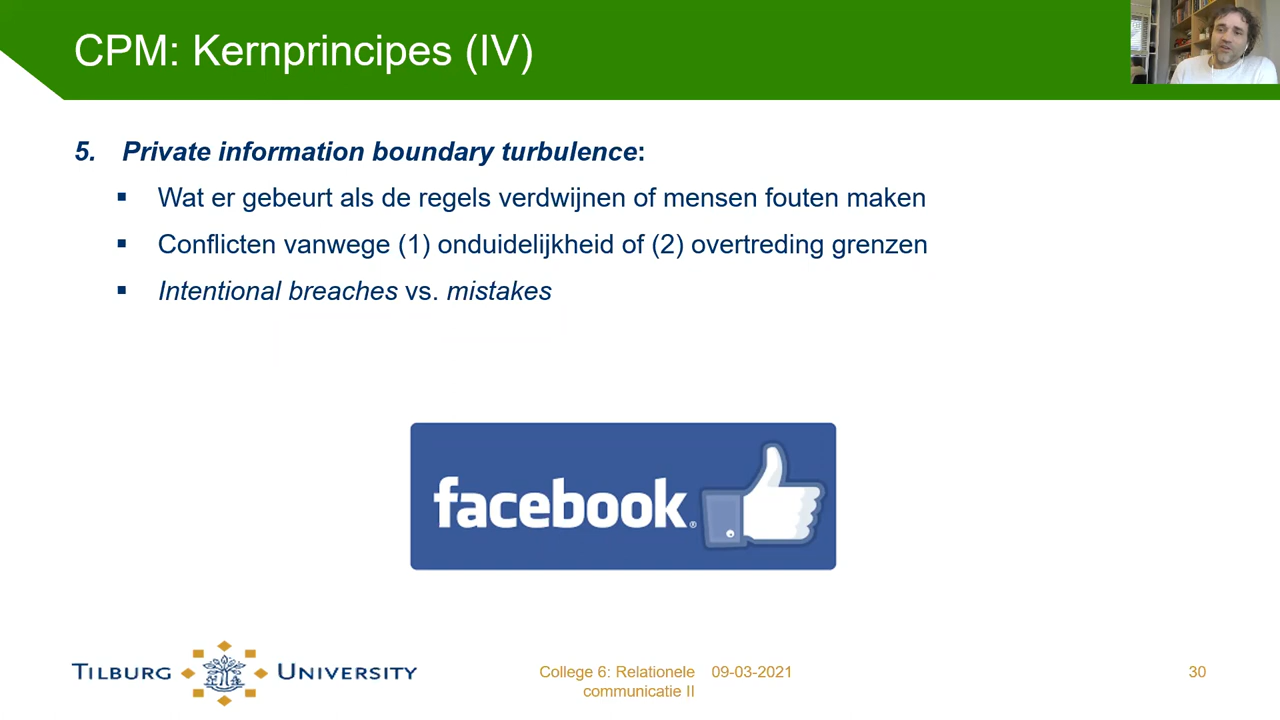 CPM: Kernprincipes (IV)
5. Private information boundary turbulence:
▪ Wat er gebeurt als de regels verdwijnen of mensen fouten maken
▪ Conflicten vanwege (1) onduidelijkheid of (2) overtreding grenzen
▪ Intentional breaches vs. mistakes
facebook®
TILBURG UNIVERSITY
College 6: Relationele
communicatie II
09-03-2021
30